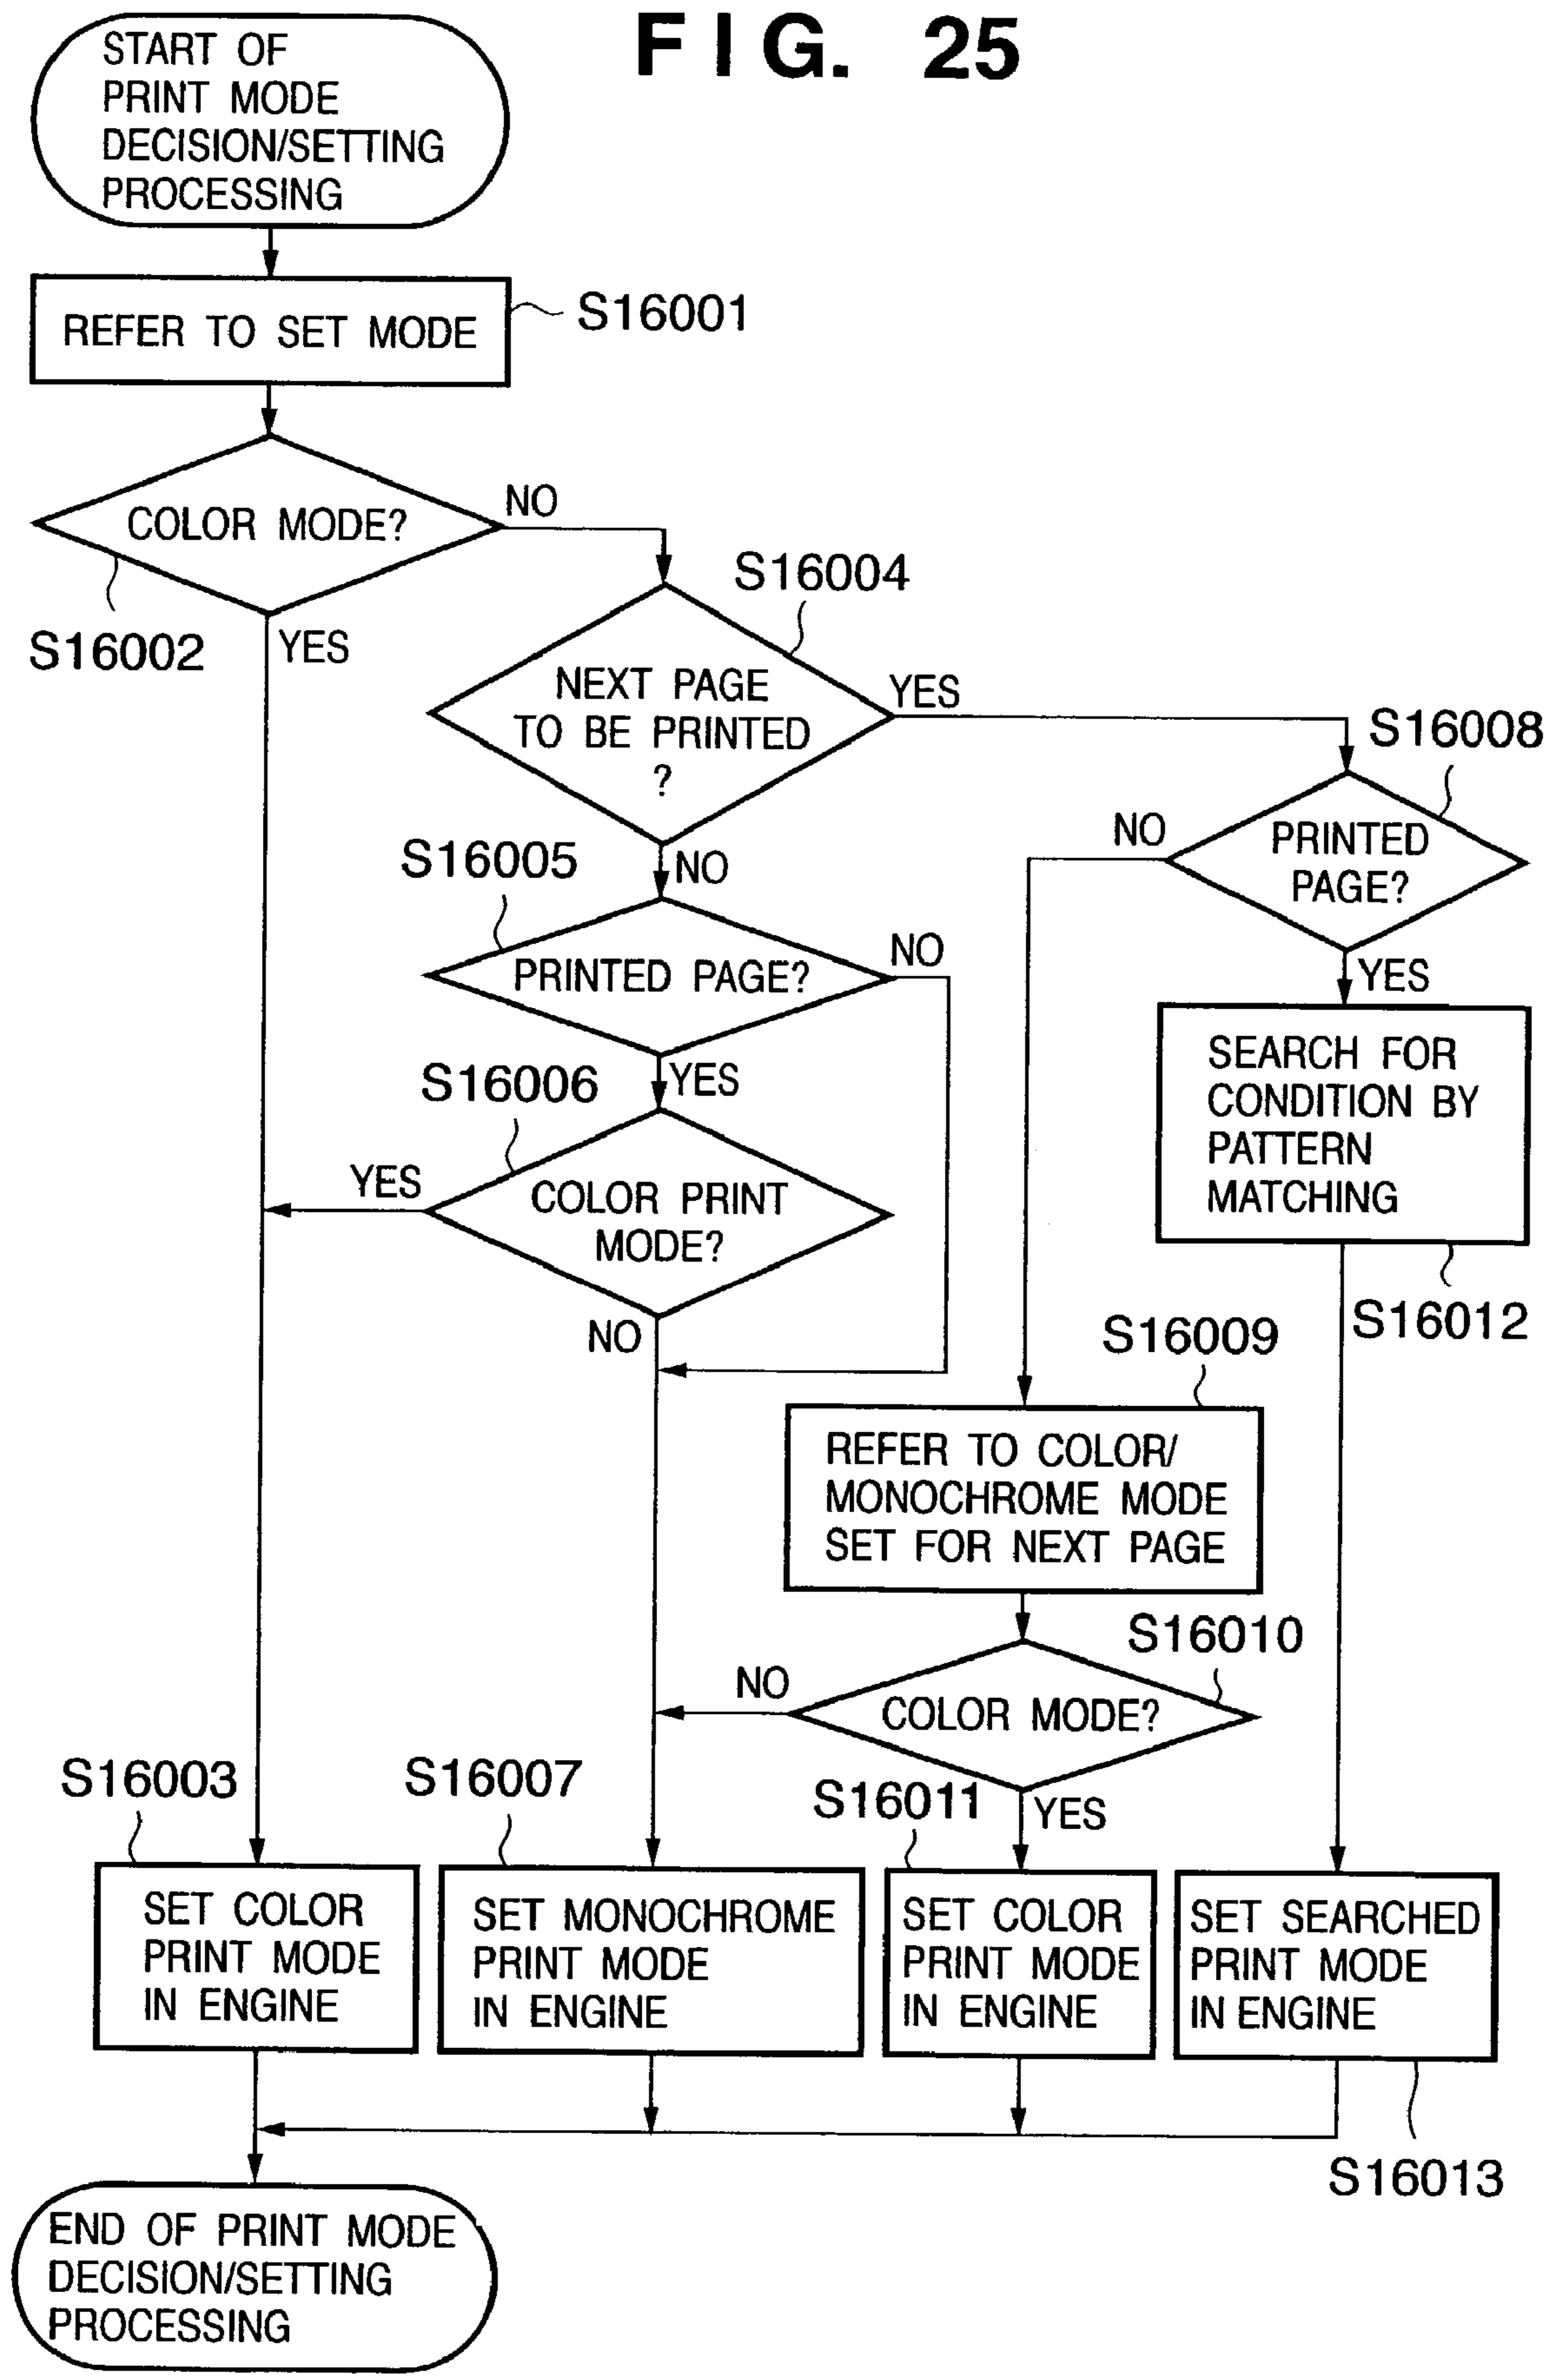 FIG. 25
START OF
PRINT MODE
DECISION/SETTING
PROCESSING
REFER TO SET MODE
S16001
COLOR MODE?
NO
S16002
YES
S16004
NEXT PAGE
TO BE PRINTED
?
YES
S16008
NO
PRINTED
PAGE?
S16005
NO
PRINTED PAGE?
NO
YES
SEARCH FOR
CONDITION BY
PATTERN
MATCHING
S16012
S16006
YES
COLOR PRINT
MODE?
YES
NO
S16009
REFER TO COLOR/
MONOCHROME MODE
SET FOR NEXT PAGE
S16010
NO
COLOR MODE?
YES
S16003
S16007
S16011
SET COLOR
PRINT MODE
IN ENGINE
SET MONOCHROME
PRINT MODE
IN ENGINE
SET COLOR
PRINT MODE
IN ENGINE
SET SEARCHED
PRINT MODE
IN ENGINE
S16013
END OF PRINT MODE
DECISION/SETTING
PROCESSING